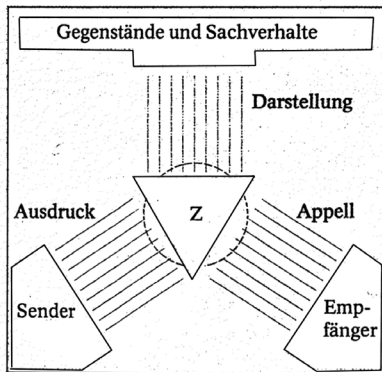 Gegenstände und Sachverhalte
Darstellung
Ausdruck
Z
Appell
Sender
Emp-
fänger